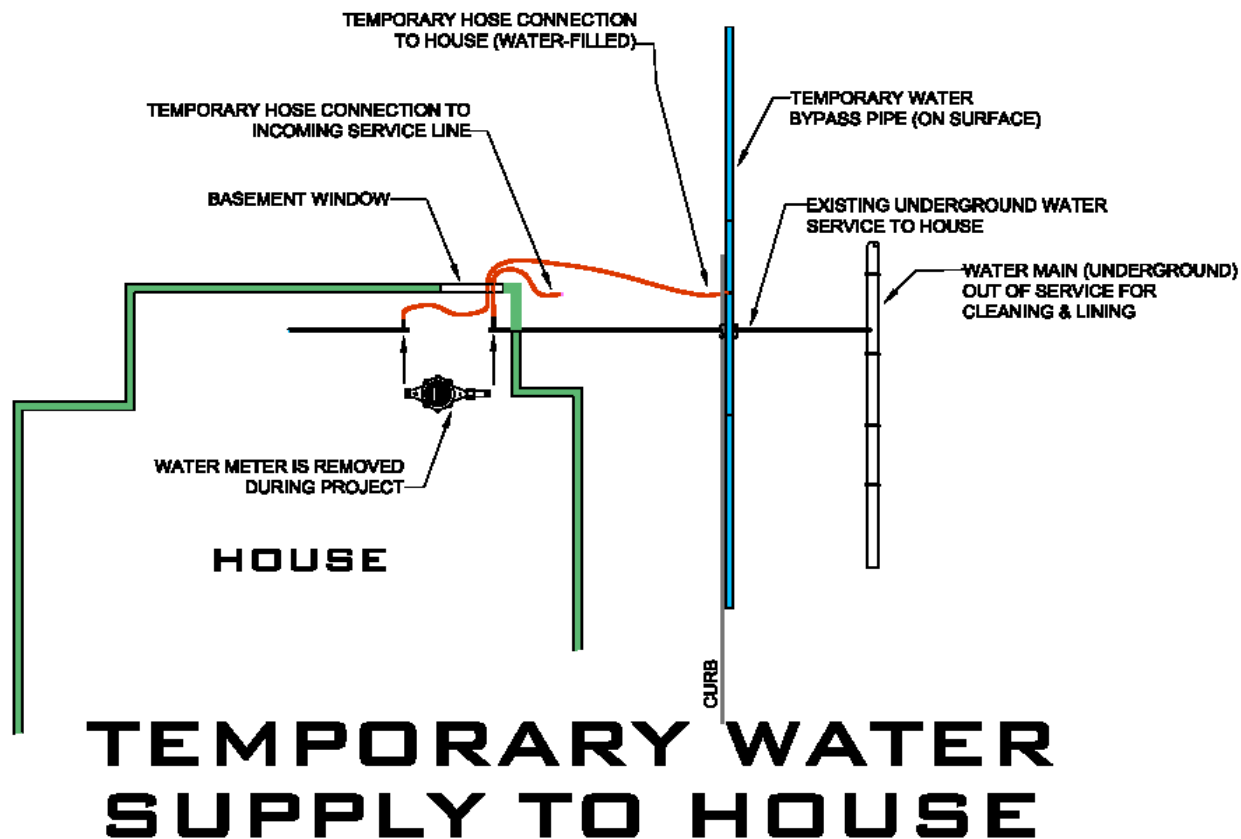 TEMPORARY HOSE CONNECTION
TO HOUSE (WATER-FILLED)
TEMPORARY HOSE CONNECTION TO
INCOMING SERVICE LINE
BASEMENT WINDOW
TEMPORARY WATER
BYPASS PIPE (ON SURFACE)
EXISTING UNDERGROUND WATER
SERVICE TO HOUSE
WATER MAIN (UNDERGROUND)
OUT OF SERVICE FOR
CLEANING & LINING
WATER METER IS REMOVED
DURING PROJECT
HOUSE
CURB
TEMPORARY WATER
SUPPLY TO HOUSE